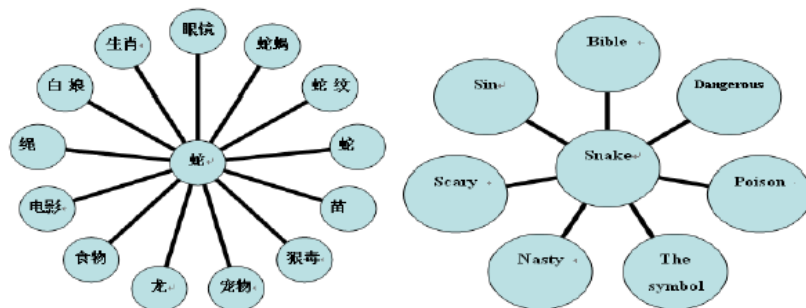 眼镜
生肖
蛇蝎
白 娘
蛇 纹
绳
蛇
蛇
电影
苗
食物
狠毒
龙
宠物
Bible
Sin
Dangerous
Snake
Scary
Poison
Nasty
The
symbol